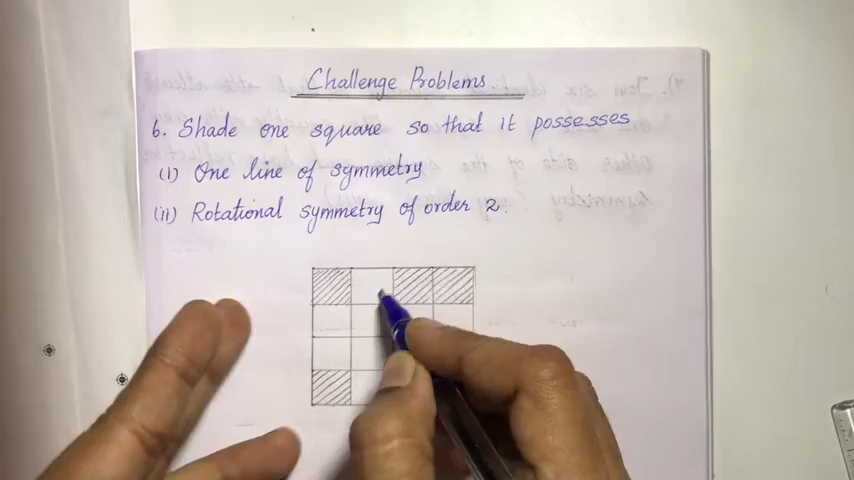 Challenge Problems.
6. Shade one square so that it possesses
(i) One line of symmetry
(ii) Rotational symmetry of order 2.